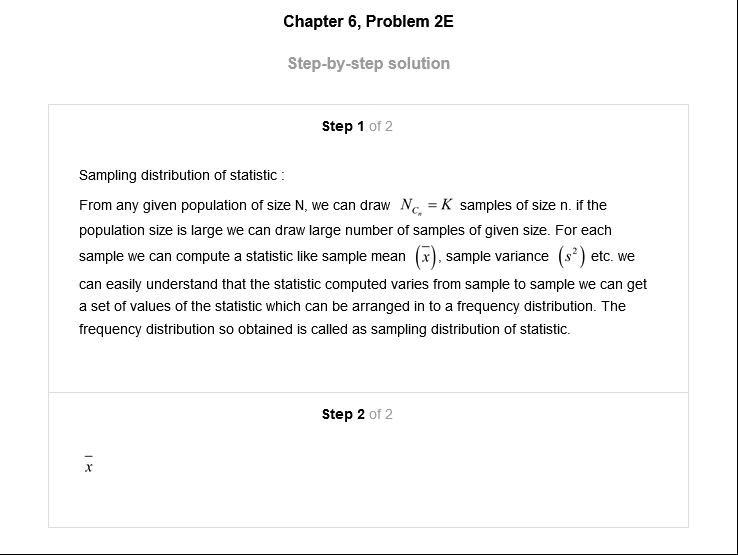 Chapter 6, Problem 2E
Step-by-step solution
Step 1 of 2
Sampling distribution of statistic :
From any given population of size N, we can draw N_{C_n} = K samples of size n. if the
population size is large we can draw large number of samples of given size. For each
sample we can compute a statistic like sample mean (x̄), sample variance (s²) etc. we
can easily understand that the statistic computed varies from sample to sample we can get
a set of values of the statistic which can be arranged in to a frequency distribution. The
frequency distribution so obtained is called as sampling distribution of statistic.
Step 2 of 2
x̄